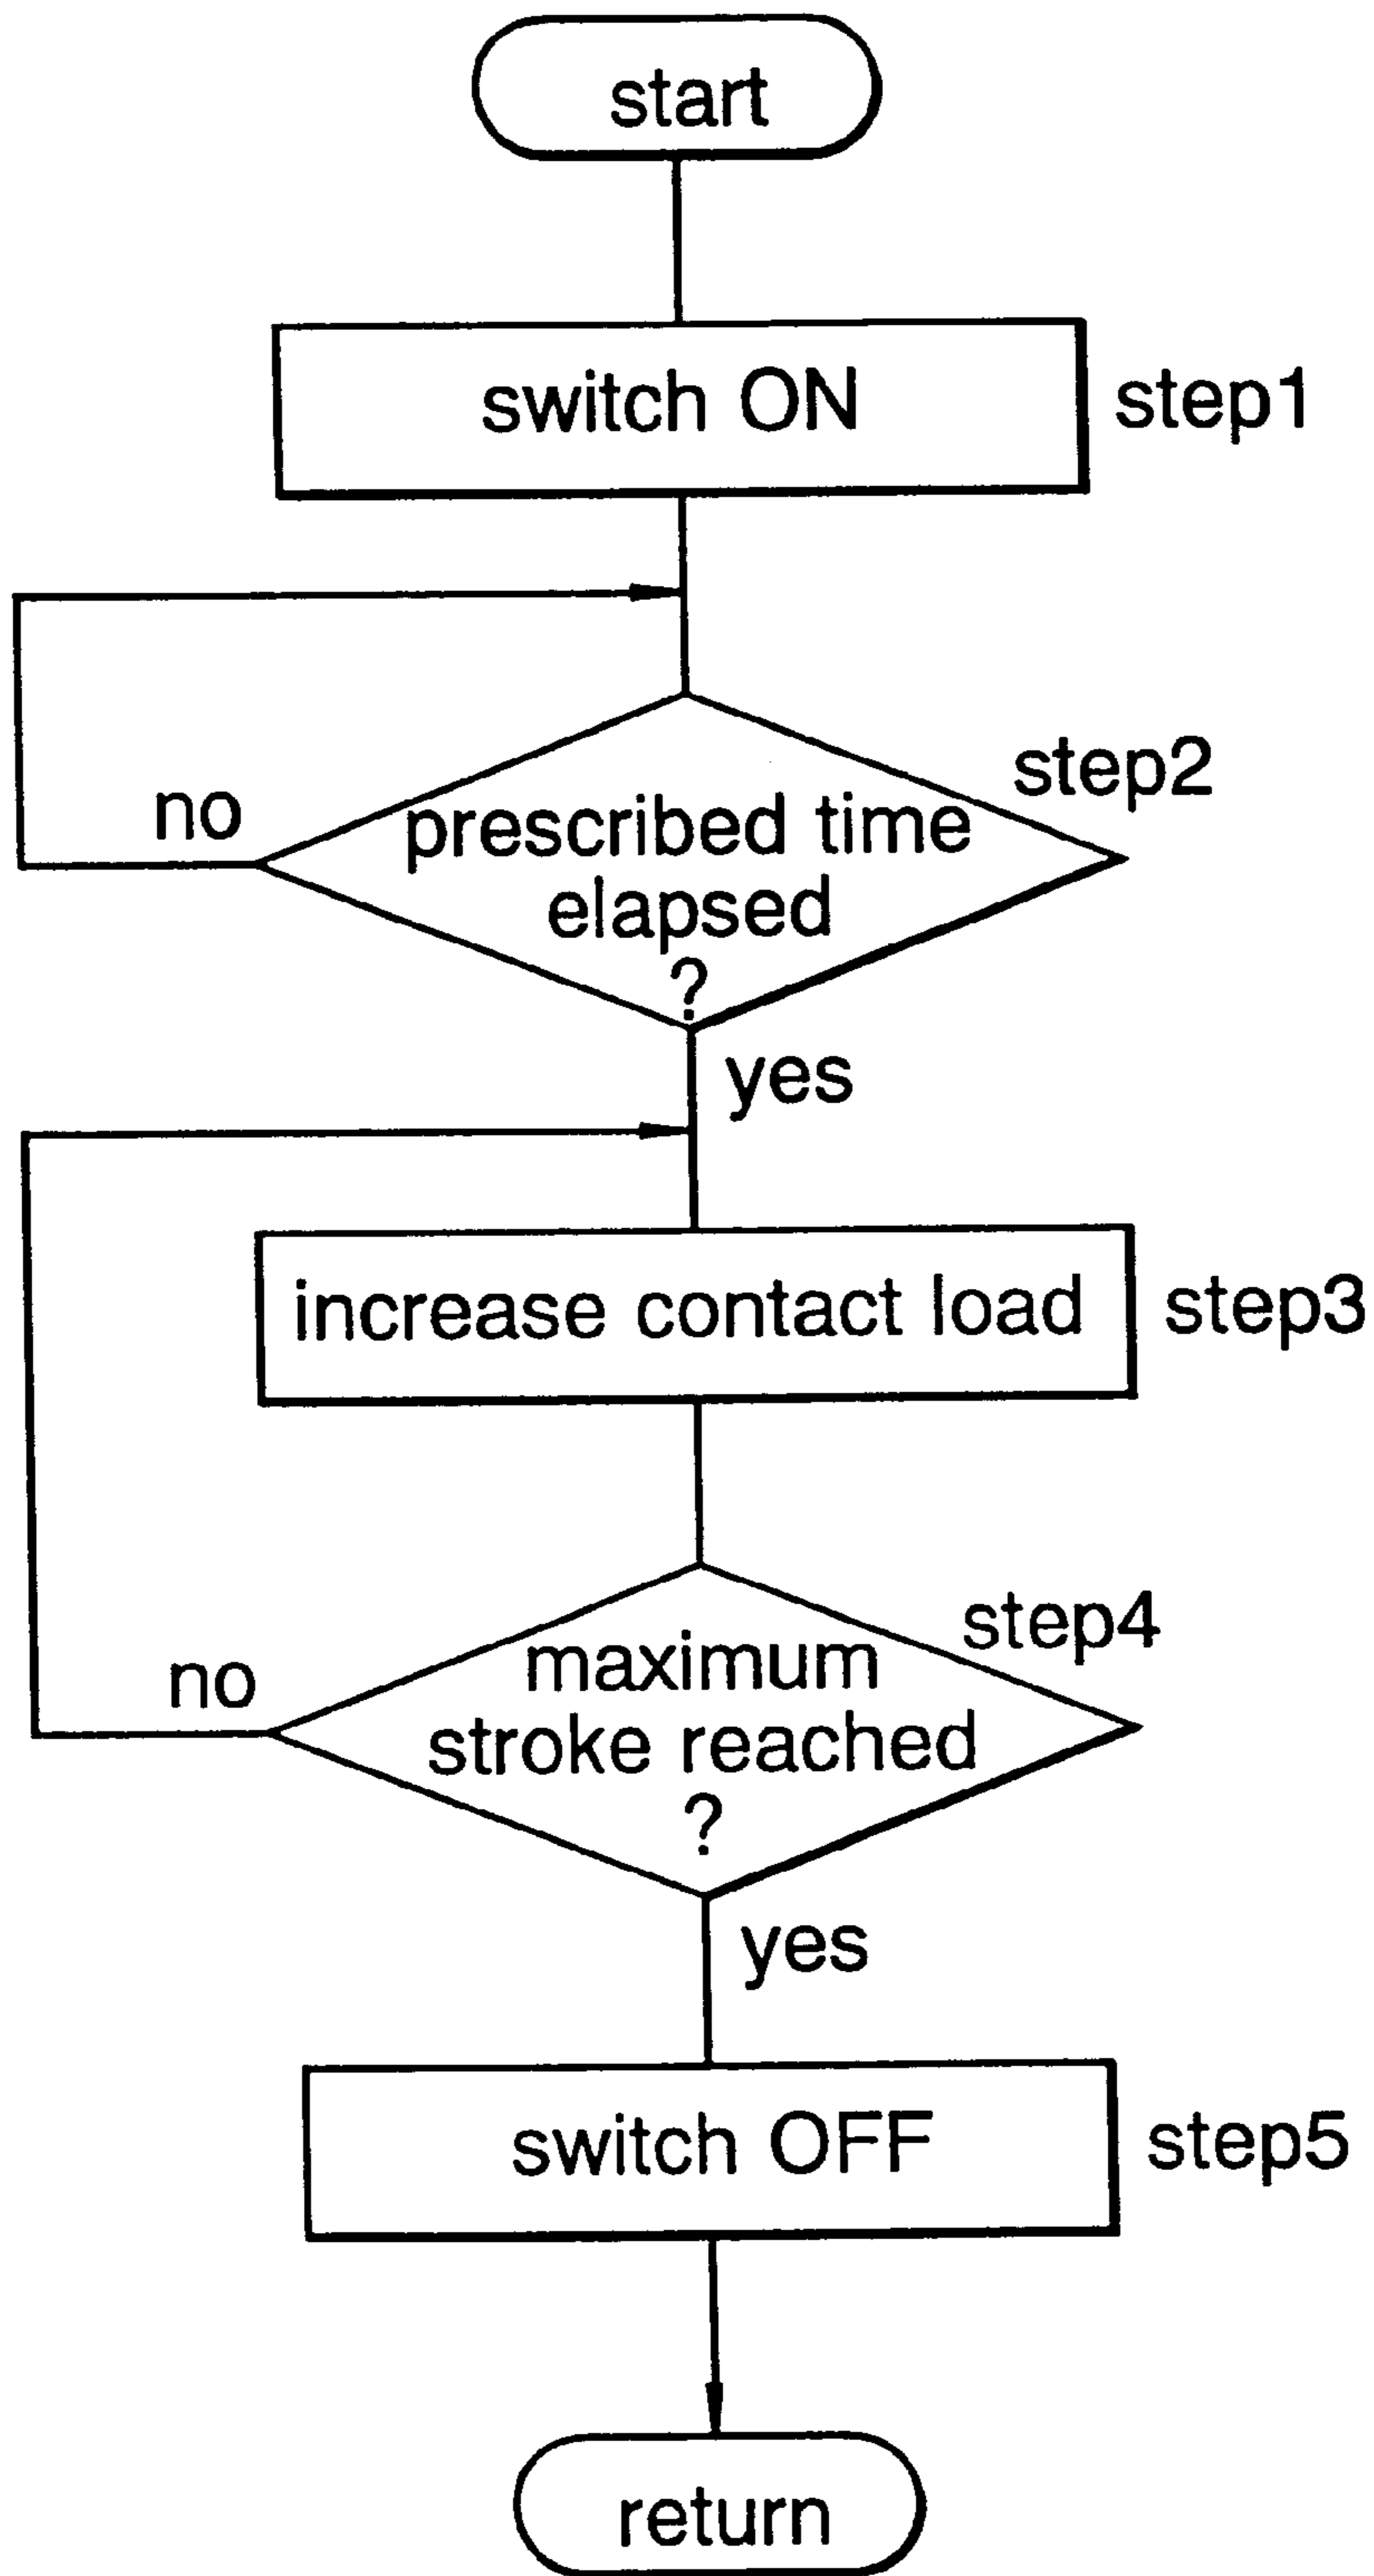 start
switch ON
step1
step2
no
prescribed time
elapsed
?
yes
increase contact load
step3
step4
no
maximum
stroke reached
?
yes
switch OFF
step5
return